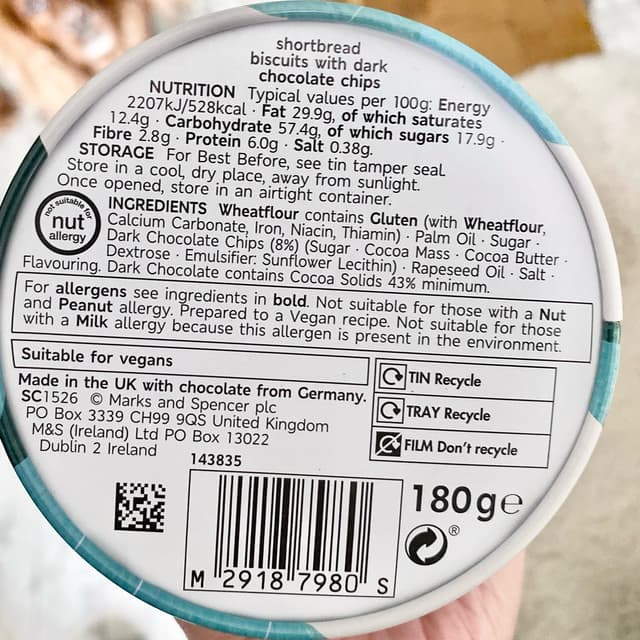 shortbread
biscuits with dark
chocolate chips
NUTRITION Typical values per 100g: Energy
2207kJ/528kcal · Fat 29.9g, of which saturates
12.4g · Carbohydrate 57.4g, of which sugars 17.9g ·
Fibre 2.8g · Protein 6.0g · Salt 0.38g.
STORAGE For Best Before, see tin tamper seal.
Store in a cool, dry place, away from sunlight.
Once opened, store in an airtight container.
not suitable for
nut
allergy
INGREDIENTS Wheatflour contains Gluten (with Wheatflour,
Calcium Carbonate, Iron, Niacin, Thiamin) · Palm Oil · Sugar ·
Dark Chocolate Chips (8%) (Sugar · Cocoa Mass · Cocoa Butter ·
Dextrose · Emulsifier: Sunflower Lecithin) · Rapeseed Oil · Salt ·
Flavouring. Dark Chocolate contains Cocoa Solids 43% minimum.
For allergens see ingredients in bold. Not suitable for those with a Nut
and Peanut allergy. Prepared to a Vegan recipe. Not suitable for those
with a Milk allergy because this allergen is present in the environment.
Suitable for vegans
Made in the UK with chocolate from Germany.
SC1526 © Marks and Spencer plc
PO Box 3339 CH99 9QS United Kingdom
M&S (Ireland) Ltd PO Box 13022
Dublin 2 Ireland
TIN Recycle
TRAY Recycle
FILM Don't recycle
143835
M 2918 7980 S
180g e
®